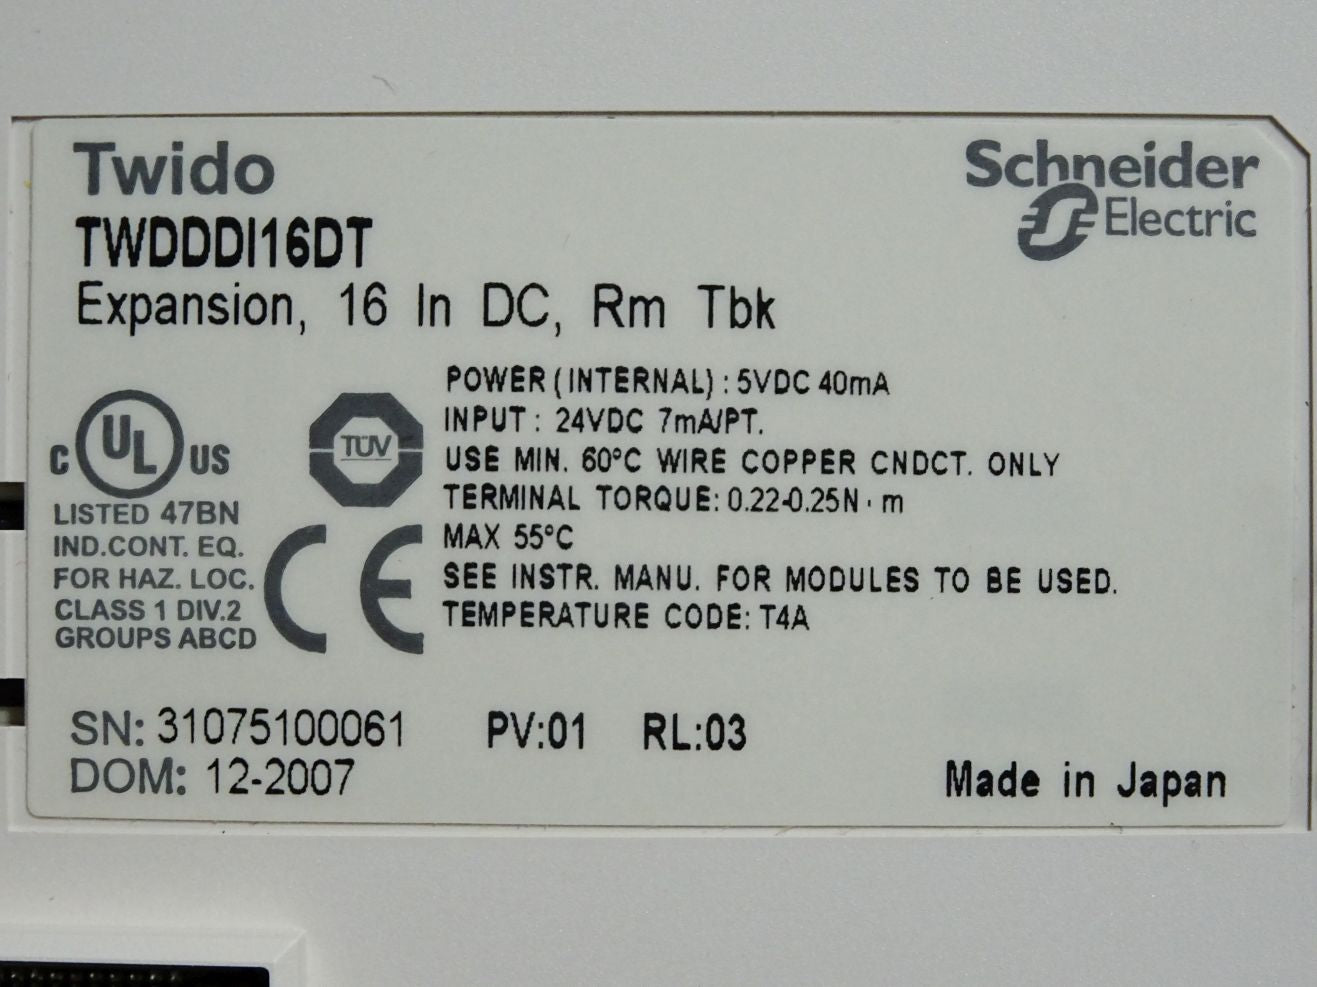 Twido
Schneider
Electric
TWDDDI16DT
Expansion, 16 In DC, Rm Tbk
POWER (INTERNAL) : 5VDC 40mA
INPUT : 24VDC 7mA/PT.
USE MIN. 60°C WIRE COPPER CNDCT. ONLY
TERMINAL TORQUE: 0.22-0.25N · m
MAX 55°C
SEE INSTR. MANU. FOR MODULES TO BE USED.
TEMPERATURE CODE: T4A
C UL US
TÜV
LISTED 47BN
IND.CONT. EQ.
FOR HAZ. LOC.
CLASS 1 DIV.2
GROUPS ABCD
CE
SN: 31075100061 PV:01 RL:03
DOM: 12-2007
Made in Japan